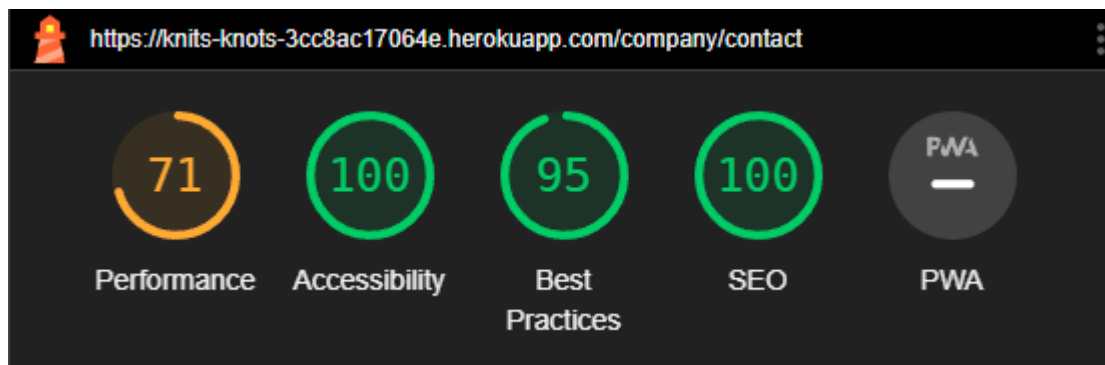 https://knits-knots-3cc8ac17064e.herokuapp.com/company/contact
71
100
95
100
PWA
Performance
Accessibility
Best
Practices
SEO
PWA